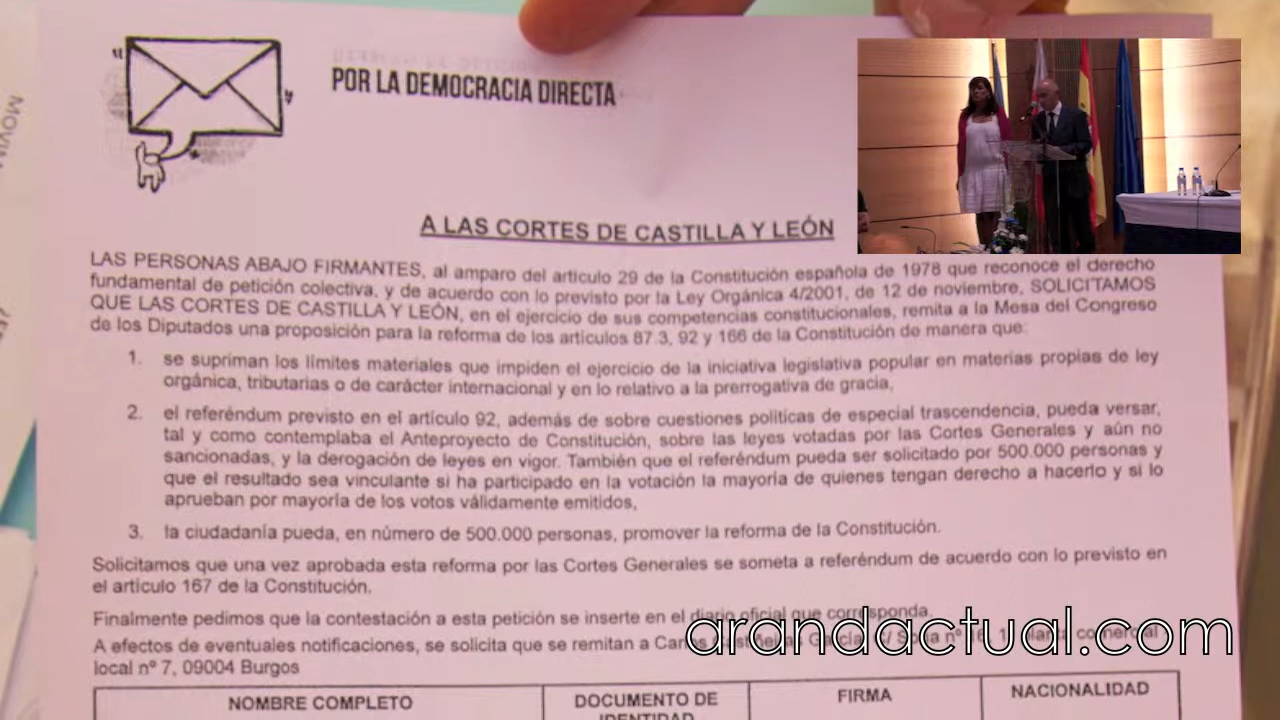 POR LA DEMOCRACIA DIRECTA
A LAS CORTES DE CASTILLA Y LEÓN
LAS PERSONAS ABAJO FIRMANTES, al amparo del artículo 29 de la Constitución española de 1978 que reconoce el derecho
fundamental de petición colectiva, y de acuerdo con lo previsto por la Ley Orgánica 4/2001, de 12 de noviembre, SOLICITAMOS
QUE LAS CORTES DE CASTILLA Y LEÓN, en el ejercicio de sus competencias constitucionales, remita a la Mesa del Congreso
de los Diputados una proposición para la reforma de los artículos 87.3, 92 y 166 de la Constitución de manera que:
1. se supriman los límites materiales que impiden el ejercicio de la iniciativa legislativa popular en materias propias de ley
orgánica, tributarias o de carácter internacional y en lo relativo a la prerrogativa de gracia,
2. el referéndum previsto en el artículo 92, además de sobre cuestiones políticas de especial trascendencia, pueda versar,
tal y como contemplaba el Anteproyecto de Constitución, sobre las leyes votadas por las Cortes Generales y aún no
sancionadas, y la derogación de leyes en vigor. También que el referéndum pueda ser solicitado por 500.000 personas y
que el resultado sea vinculante si ha participado en la votación la mayoría de quienes tengan derecho a hacerlo y si lo
aprueban por mayoría de los votos válidamente emitidos,
3. la ciudadanía pueda, en número de 500.000 personas, promover la reforma de la Constitución.
Solicitamos que una vez aprobada esta reforma por las Cortes Generales se someta a referéndum de acuerdo con lo previsto en
el artículo 167 de la Constitución.
Finalmente pedimos que la contestación a esta petición se inserte en el diario oficial que corresponda.
arandactual.com
A efectos de eventuales notificaciones, se solicita que se remitan a
local nº 7, 09004 Burgos
NOMBRE COMPLETO
DOCUMENTO DE
IDENTIDAD
FIRMA
NACIONALIDAD